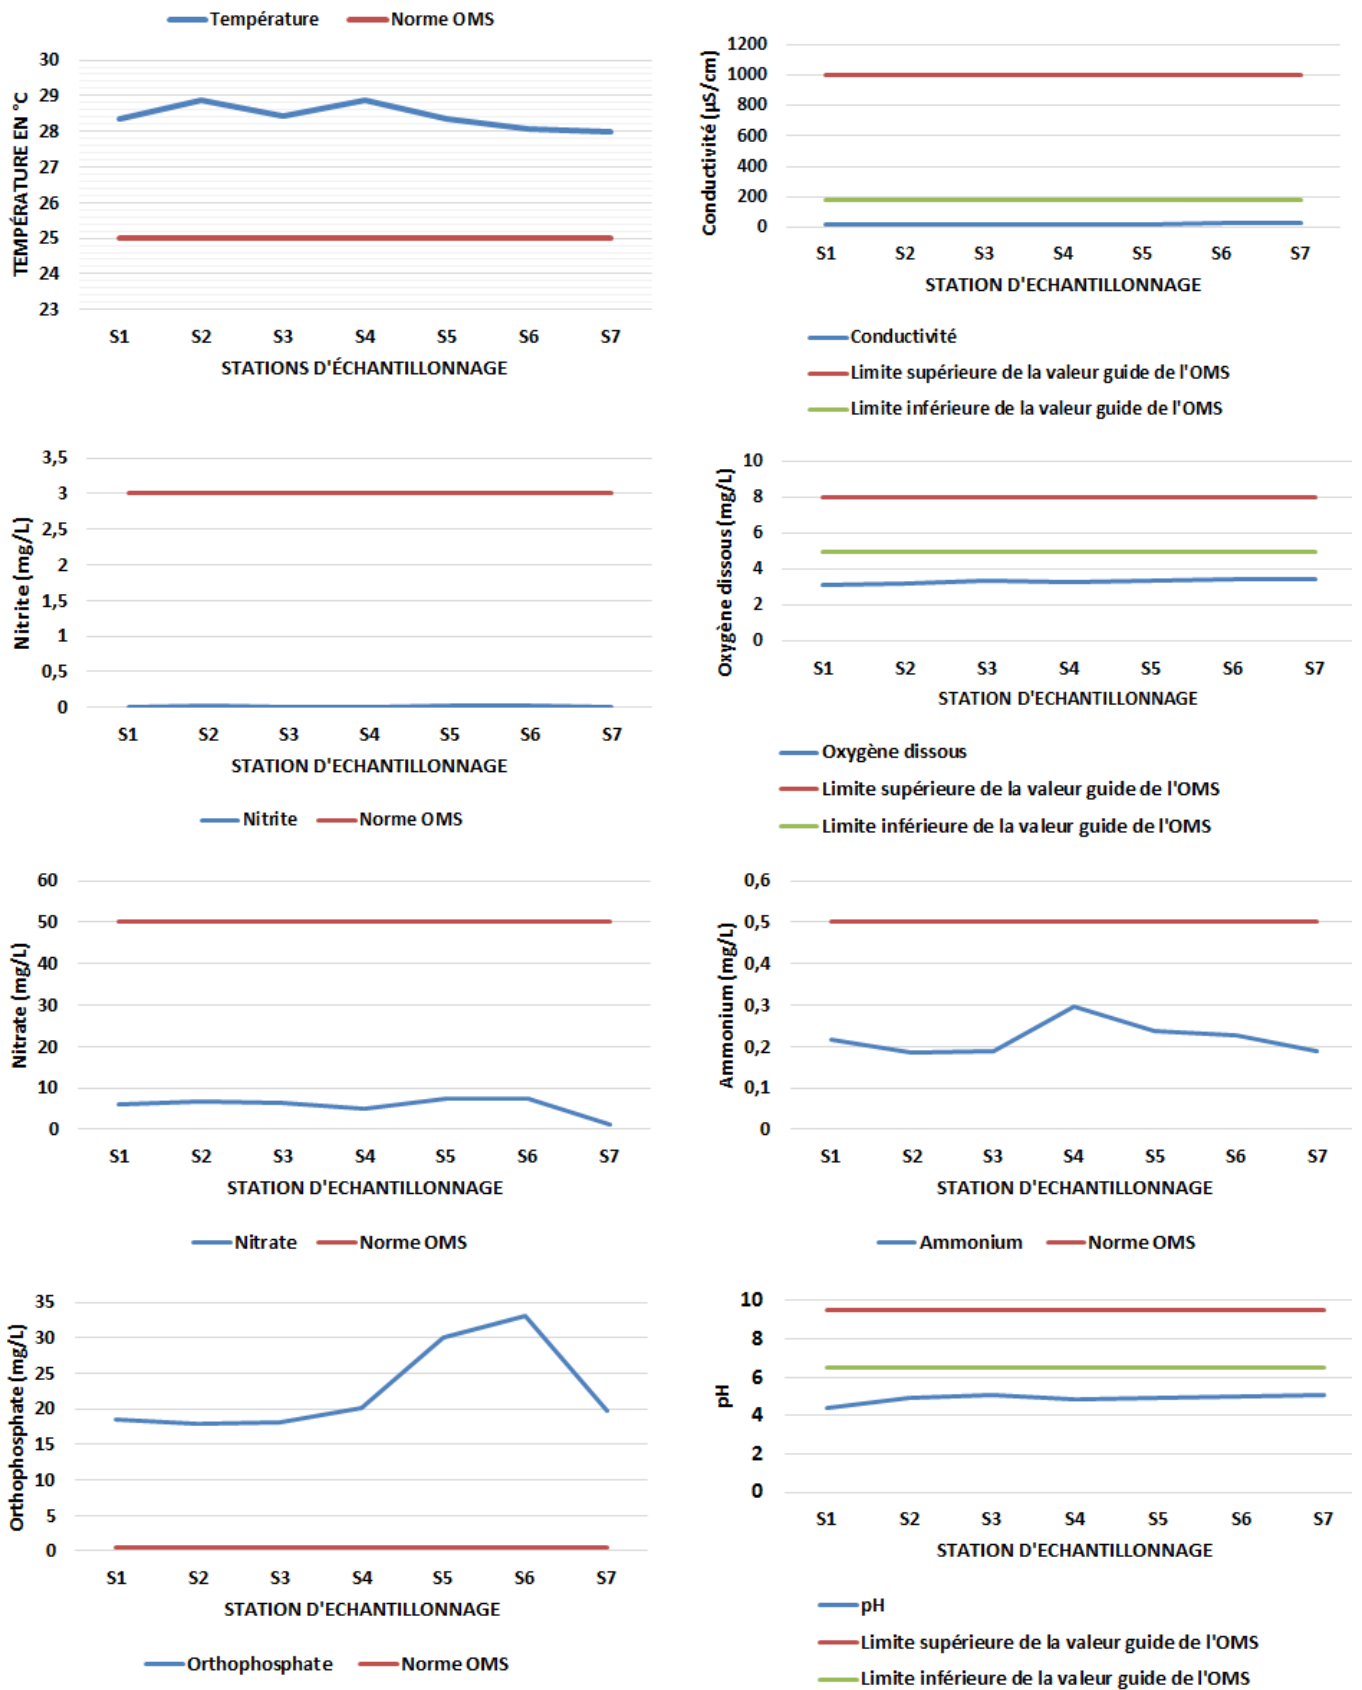 Température Norme OMS
TEMPÉRATURE EN °C
30
29
28
27
26
25
24
23
S1 S2 S3 S4 S5 S6 S7
STATIONS D'ÉCHANTILLONNAGE
Conductivité (µS/cm)
1200
1000
800
600
400
200
0
S1 S2 S3 S4 S5 S6 S7
STATION D'ECHANTILLONNAGE
Conductivité
Limite supérieure de la valeur guide de l'OMS
Limite inférieure de la valeur guide de l'OMS
Nitrite (mg/L)
3,5
3
2,5
2
1,5
1
0,5
0
S1 S2 S3 S4 S5 S6 S7
STATION D'ECHANTILLONNAGE
Nitrite Norme OMS
Oxygène dissous (mg/L)
10
8
6
4
2
0
S1 S2 S3 S4 S5 S6 S7
STATION D'ECHANTILLONNAGE
Oxygène dissous
Limite supérieure de la valeur guide de l'OMS
Limite inférieure de la valeur guide de l'OMS
Nitrate (mg/L)
60
50
40
30
20
10
0
S1 S2 S3 S4 S5 S6 S7
STATION D'ECHANTILLONNAGE
Nitrate Norme OMS
Ammonium (mg/L)
0,6
0,5
0,4
0,3
0,2
0,1
0
S1 S2 S3 S4 S5 S6 S7
STATION D'ECHANTILLONNAGE
Ammonium Norme OMS
Orthophosphate (mg/L)
35
30
25
20
15
10
5
0
S1 S2 S3 S4 S5 S6 S7
STATION D'ECHANTILLONNAGE
Orthophosphate Norme OMS
pH
10
8
6
4
2
0
S1 S2 S3 S4 S5 S6 S7
STATION D'ECHANTILLONNAGE
pH
Limite supérieure de la valeur guide de l'OMS
Limite inférieure de la valeur guide de l'OMS